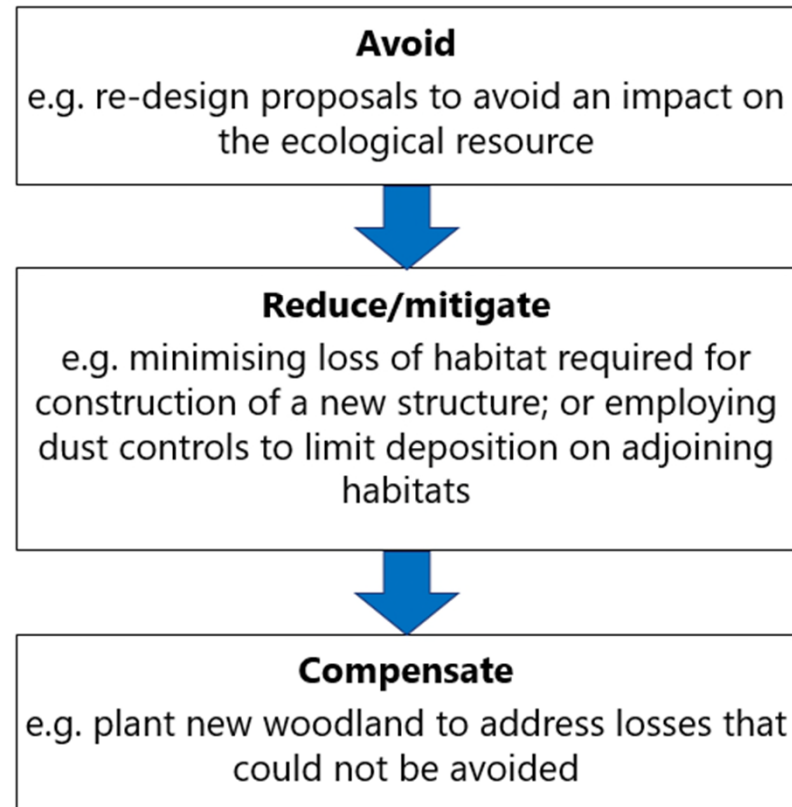 Avoid
e.g. re-design proposals to avoid an impact on
the ecological resource
Reduce/mitigate
e.g. minimising loss of habitat required for
construction of a new structure; or employing
dust controls to limit deposition on adjoining
habitats
Compensate
e.g. plant new woodland to address losses that
could not be avoided